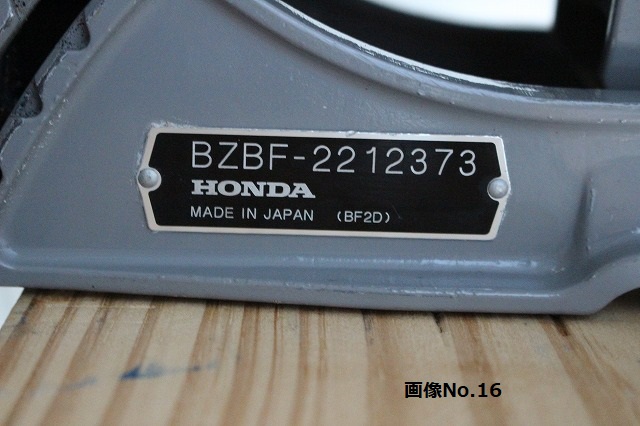 BZBF-2212373
HONDA
MADE IN JAPAN (BF2D)
画像No.16